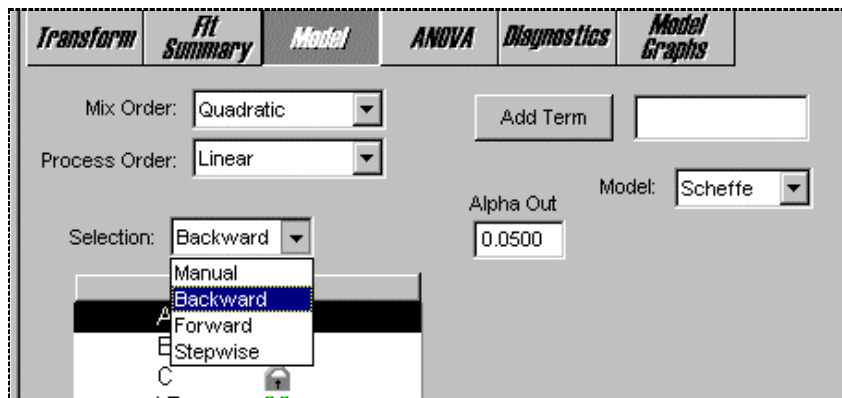 Transform Fit Summary Model ANOVA Diagnostics Model Graphs
Mix Order: Quadratic Add Term
Process Order: Linear
Model: Scheffe
Alpha Out
Selection: Backward 0.0500
Manual
Backward
A
Forward
Stepwise
C